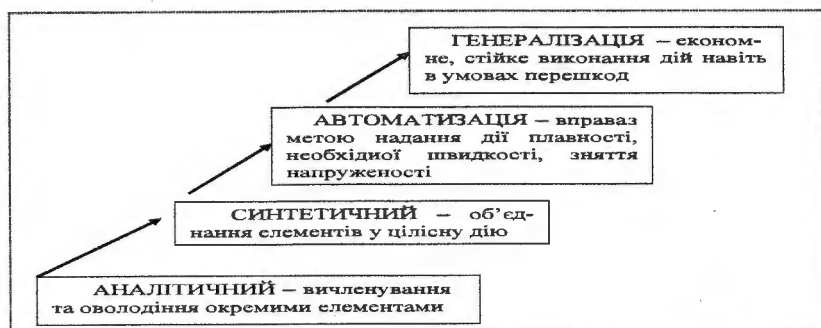 ГЕНЕРАЛІЗАЦІЯ – економ-
не, стійке виконання дій навіть
в умовах перешкод
АВТОМАТИЗАЦІЯ – вправаз
метою надання дії плавності,
необхідної швидкості, зняття
напруженості
СИНТЕТИЧНИЙ – об’єд-
нання елементів у цілісну дію
АНАЛІТИЧНИЙ – вичленування
та оволодіння окремими елементами